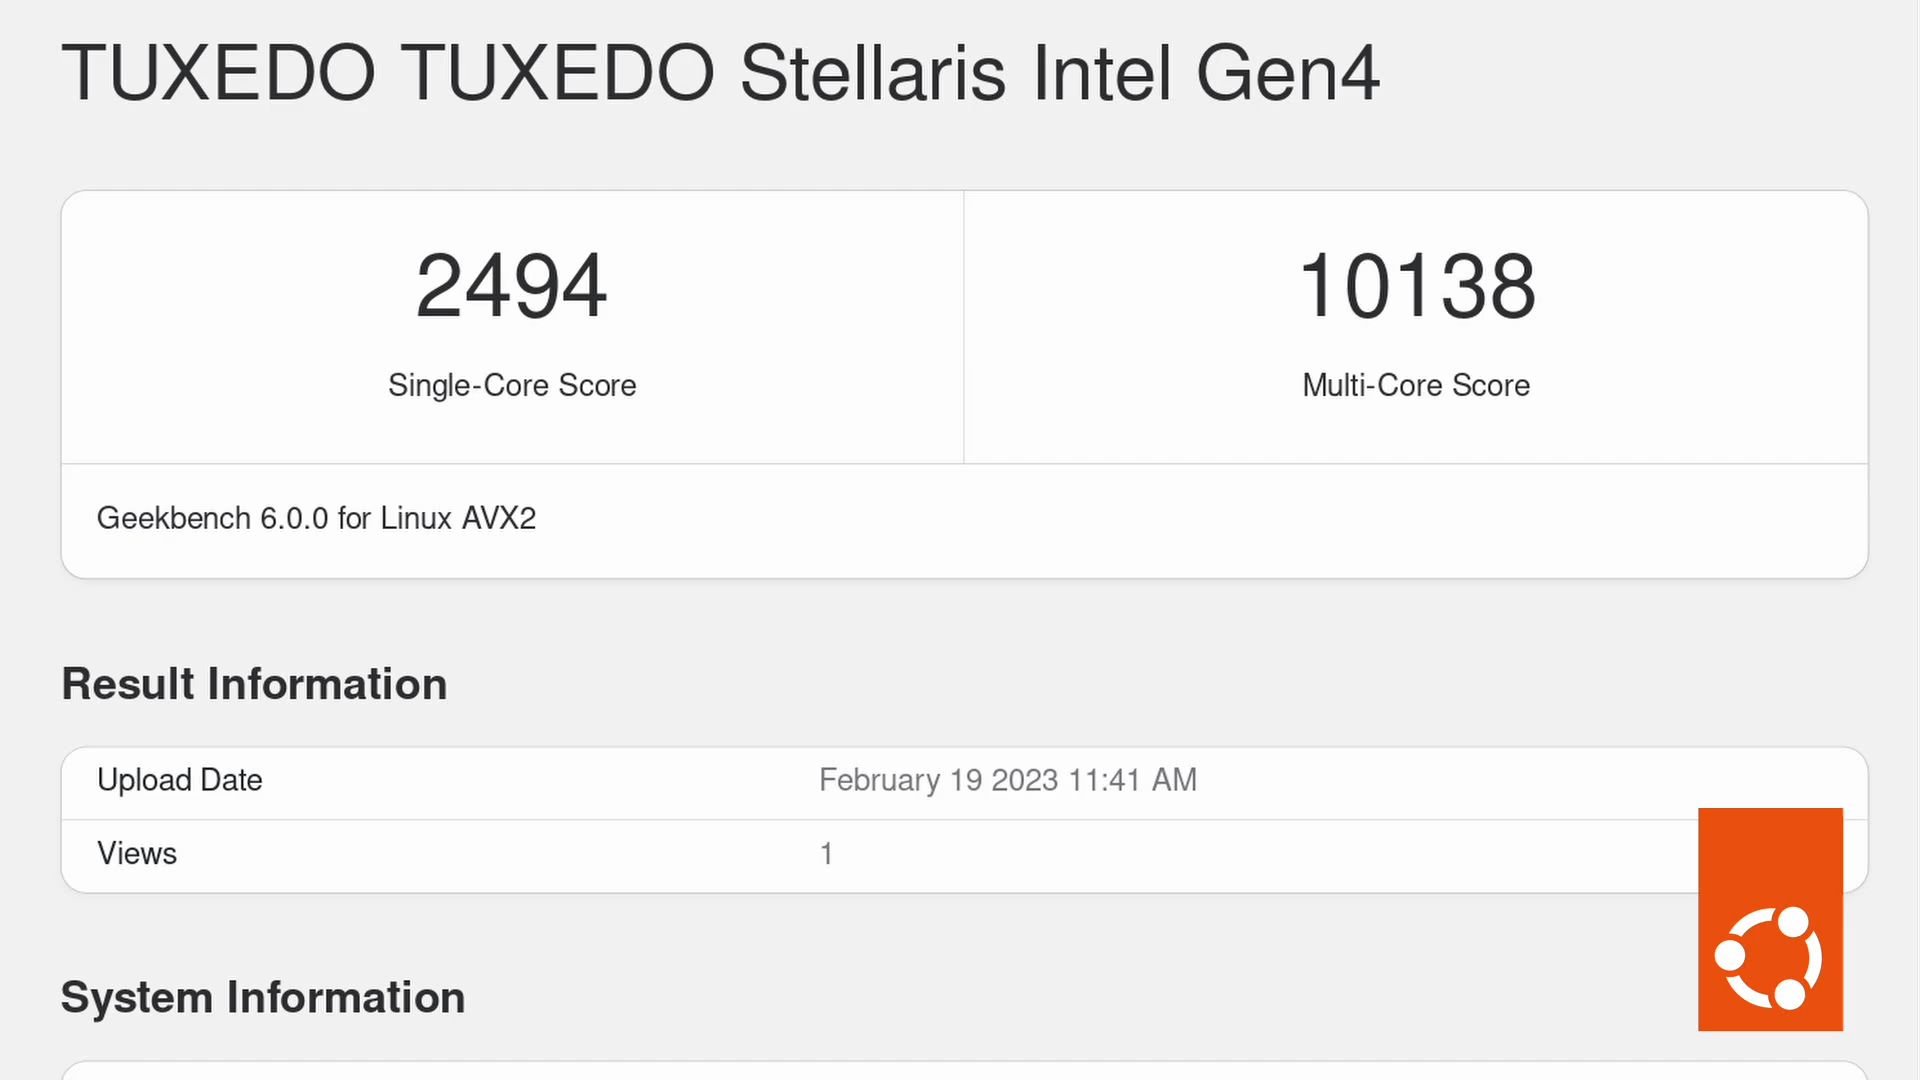 TUXEDO TUXEDO Stellaris Intel Gen4
2494
Single-Core Score
10138
Multi-Core Score
Geekbench 6.0.0 for Linux AVX2
Result Information
Upload Date
February 19 2023 11:41 AM
Views
1
System Information